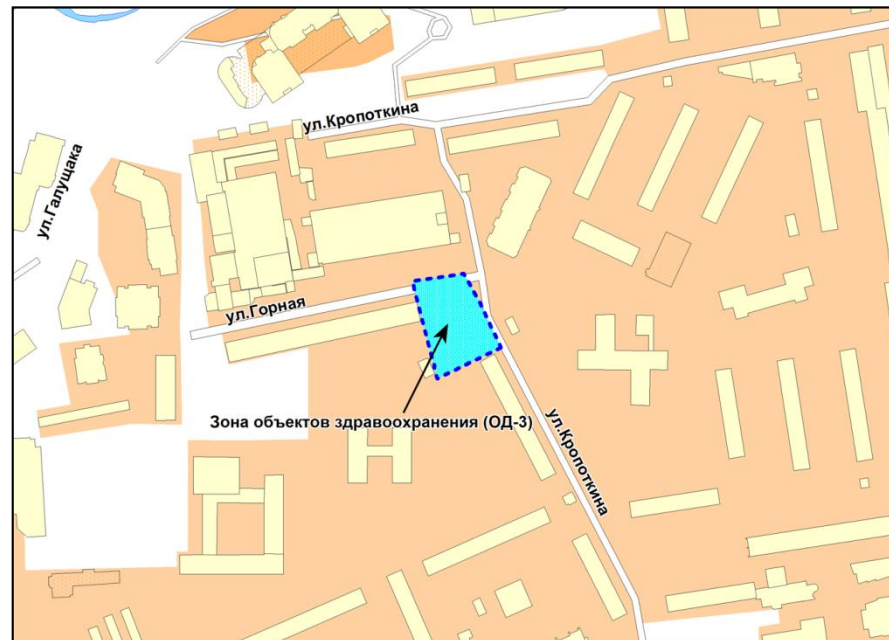 ул.Кропоткина
ул.Галущака
ул.Горная
Зона объектов здравоохранения (ОД-3)
ул.Кропоткина